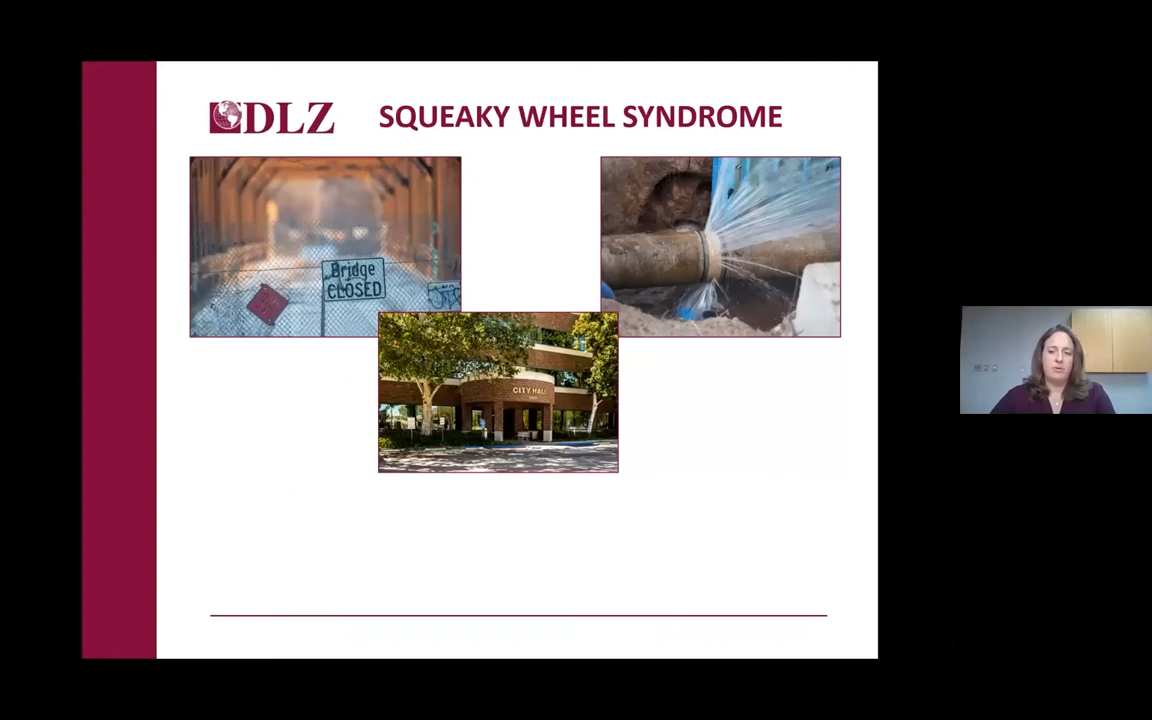 DLZ
SQUEAKY WHEEL SYNDROME
Bridge
CLOSED
CITY HALL